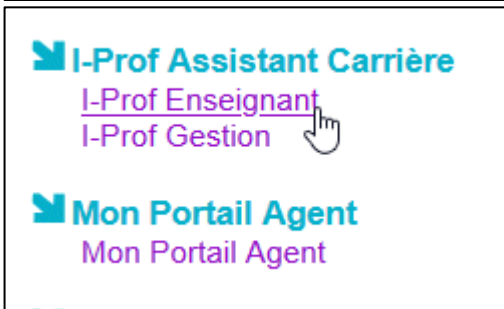 I-Prof Assistant Carrière
I-Prof Enseignant
I-Prof Gestion
Mon Portail Agent
Mon Portail Agent